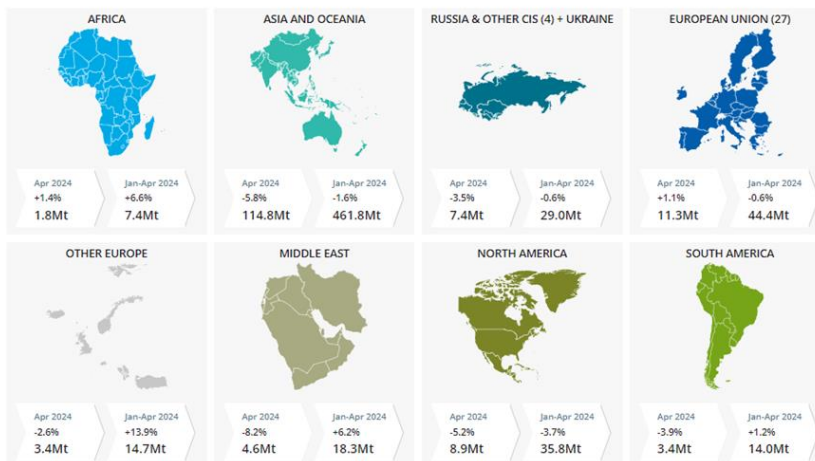 AFRICA
Apr 2024
+1.4%
1.8Mt
Jan-Apr 2024
+6.6%
7.4Mt
ASIA AND OCEANIA
Apr 2024
-5.8%
114.8Mt
Jan-Apr 2024
-1.6%
461.8Mt
RUSSIA & OTHER CIS (4) + UKRAINE
Apr 2024
-3.5%
7.4Mt
Jan-Apr 2024
-0.6%
29.0Mt
EUROPEAN UNION (27)
Apr 2024
+1.1%
11.3Mt
Jan-Apr 2024
-0.6%
44.4Mt
OTHER EUROPE
Apr 2024
-2.6%
3.4Mt
Jan-Apr 2024
+13.9%
14.7Mt
MIDDLE EAST
Apr 2024
-8.2%
4.6Mt
Jan-Apr 2024
+6.2%
18.3Mt
NORTH AMERICA
Apr 2024
-5.2%
8.9Mt
Jan-Apr 2024
-3.7%
35.8Mt
SOUTH AMERICA
Apr 2024
-3.9%
3.4Mt
Jan-Apr 2024
+1.2%
14.0Mt